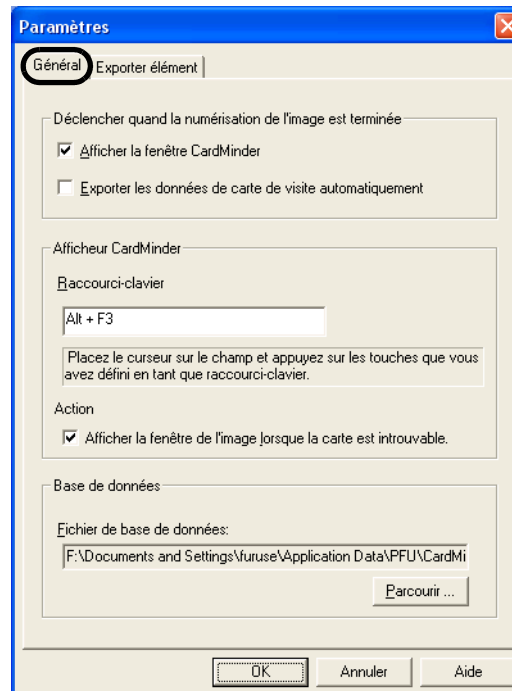 Paramètres
Général
Exporter élément
Déclencher quand la numérisation de l'image est terminée
Afficher la fenêtre CardMinder
Exporter les données de carte de visite automatiquement
Afficheur CardMinder
Raccourci-clavier
Alt + F3
Placez le curseur sur le champ et appuyez sur les touches que vous
avez défini en tant que raccourci-clavier.
Action
Afficher la fenêtre de l'image lorsque la carte est introuvable.
Base de données
Fichier de base de données:
F:\Documents and Settings\furuse\Application Data\PFU\CardMi
Parcourir ...
OK
Annuler
Aide